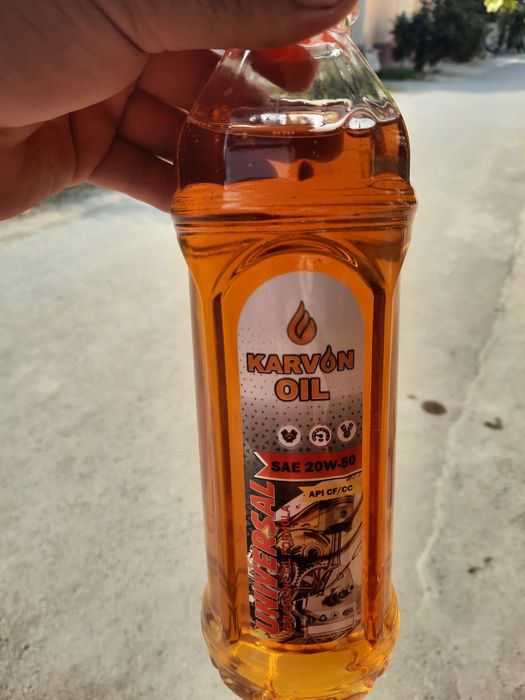 KARVON
OIL
SAE 20W-50
API CF/CC
UNIVERSAL